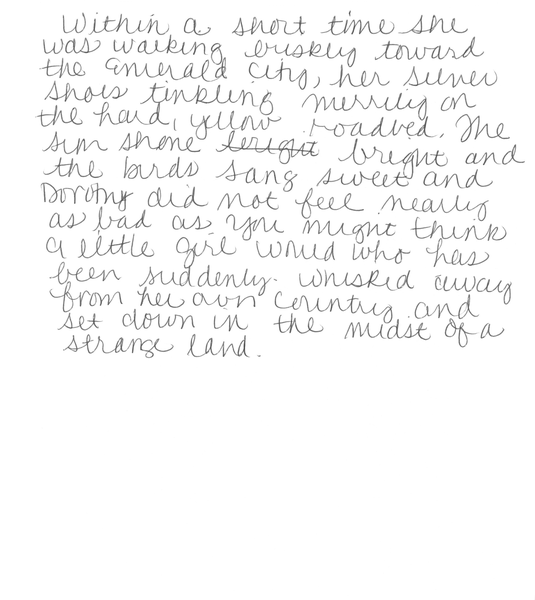 Within a short time she
was walking briskly toward
the Emerald City, her silver
shoes tinkling merrily on
the hard, yellow roadbed. The
sun shone bright bright and
the birds sang sweet and
Dorothy did not feel nearly
as bad as you might think
a little girl would who has
been suddenly whisked away
from her own country and
set down in the midst of a
strange land.